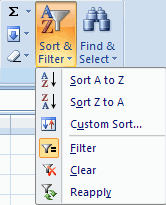 Σ
A
Z
Sort & Find &
Filter Select
A
Z
Sort A to Z
Z
A
Sort Z to A
Custom Sort...
Filter
Clear
Reapply